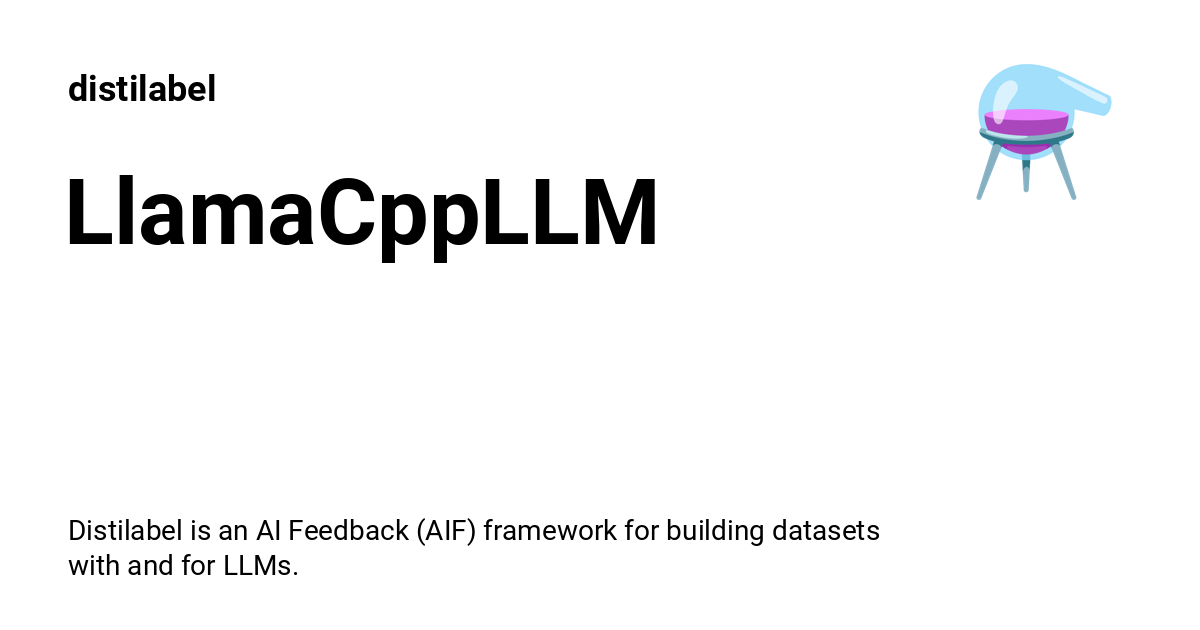 distilabel
LlamaCppLLM
Distilabel is an AI Feedback (AIF) framework for building datasets
with and for LLMs.